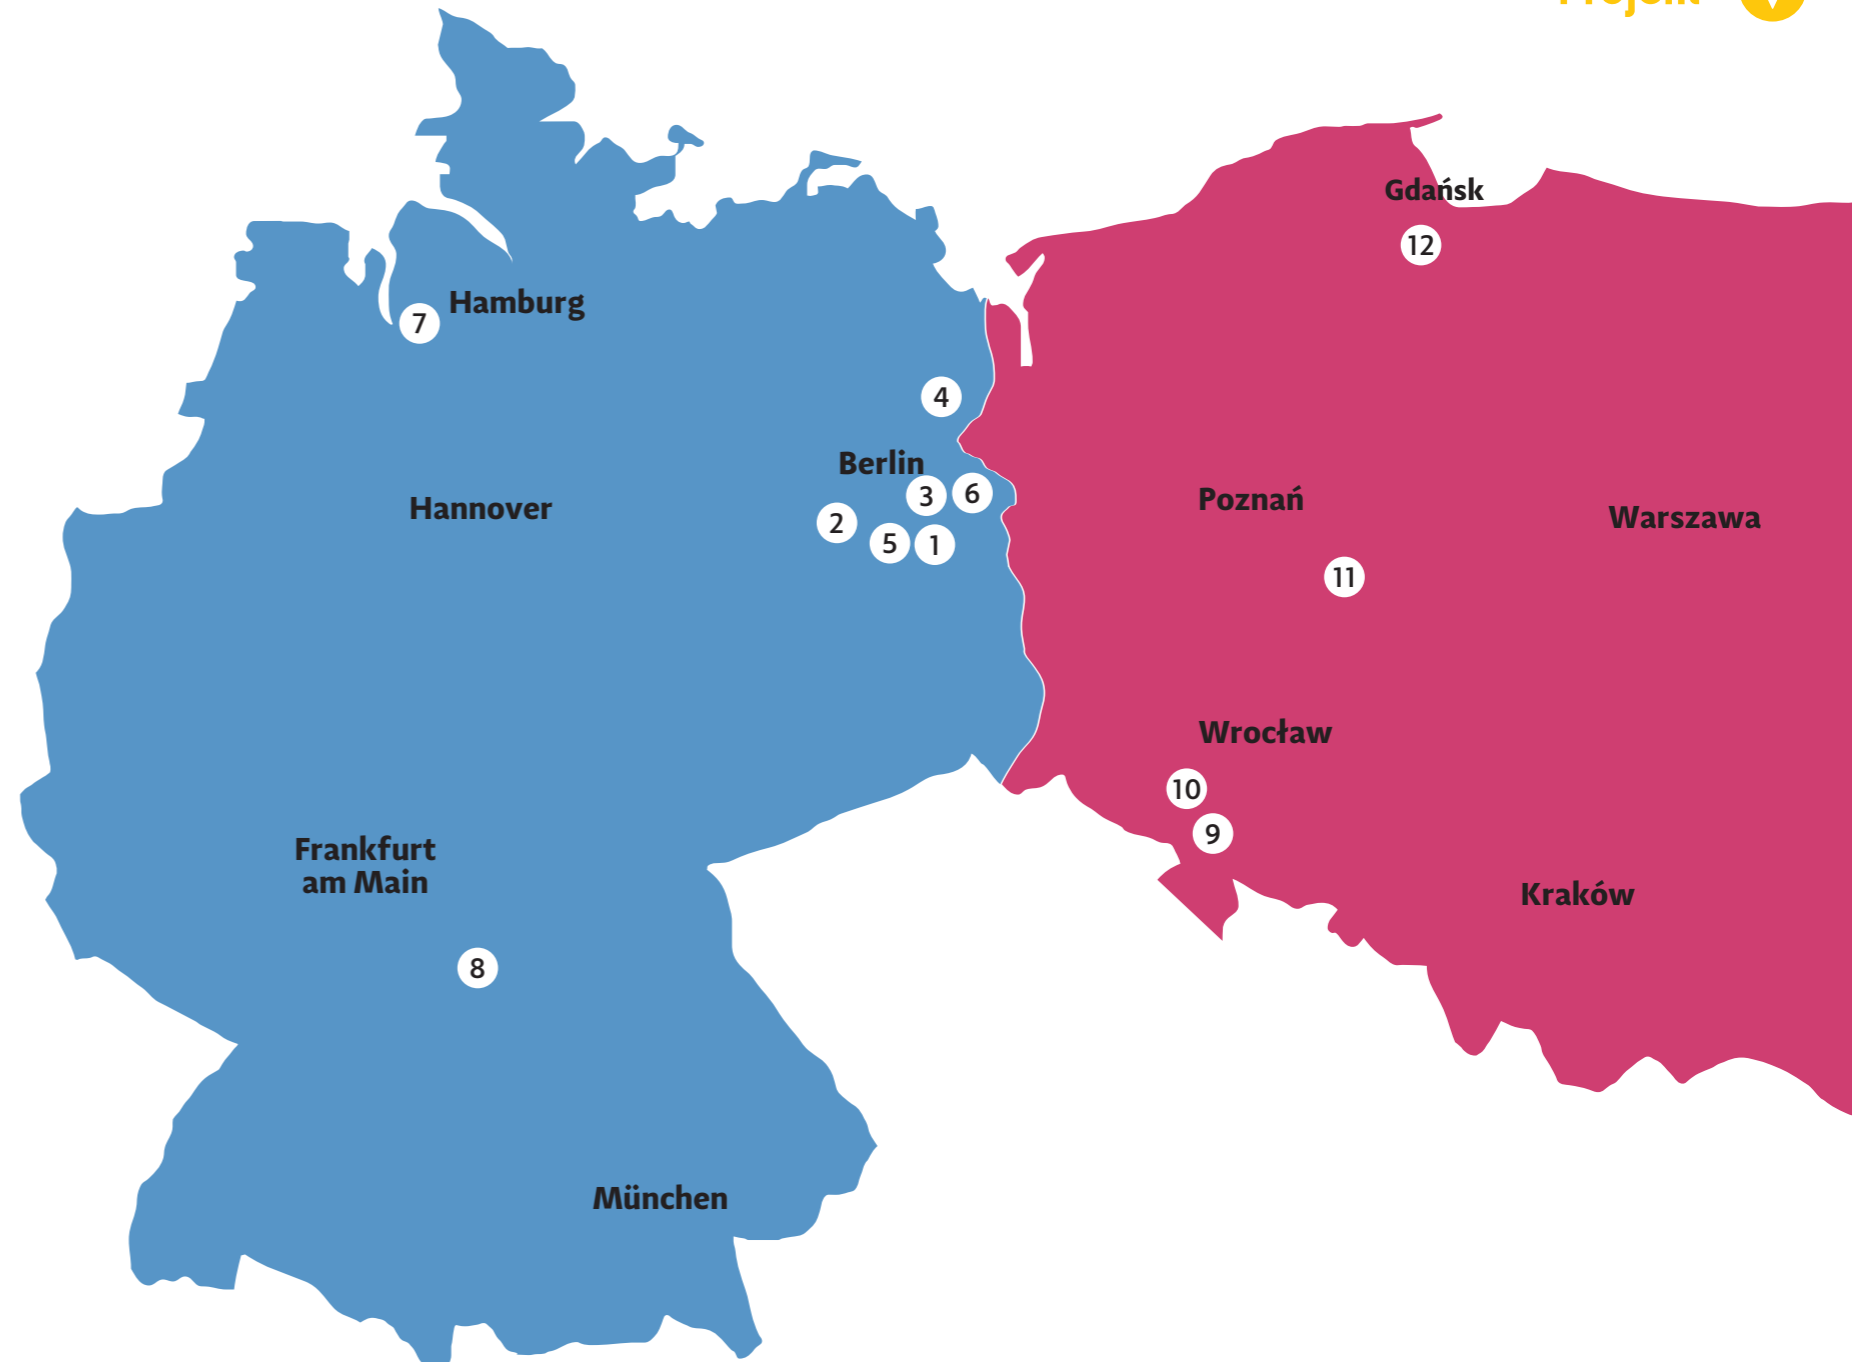 Gdańsk
12
Hamburg
7
4
Berlin
3
6
Hannover
2
5
1
Poznań
Warszawa
11
Wrocław
10
9
Frankfurt
am Main
Kraków
8
München